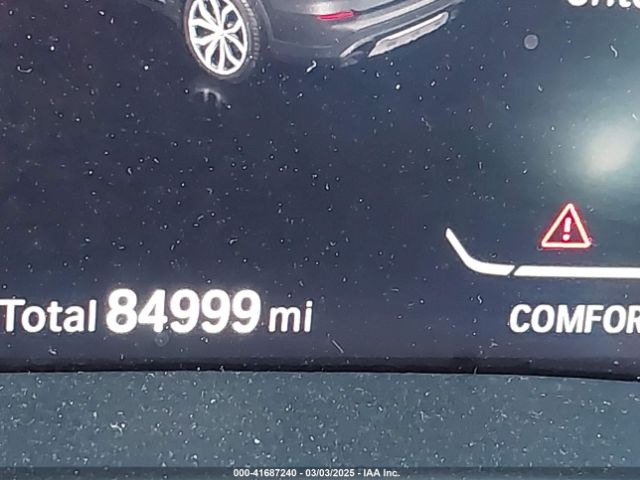 Total 84999 mi
COMFOR
000-41687240 - 03/03/2025 - IAA Inc.